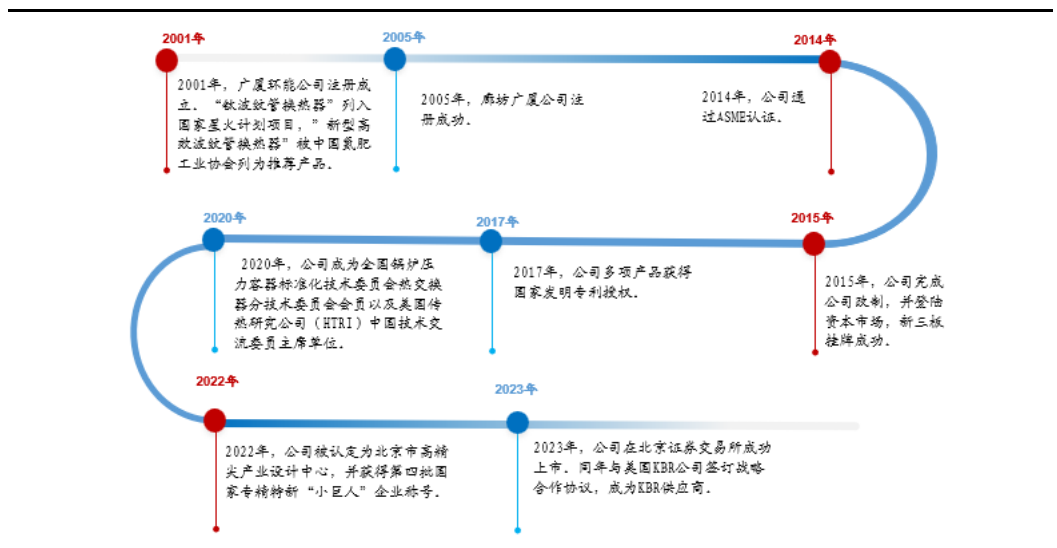 2001年
2001年，广厦环能公司注册成
立．“钛波纹管换热器”列入
国家星火计划项目，”新型高
效波纹管换热器”被中国氮肥
工业协会列为推荐产品．
2005年
2005年，廊坊广厦公司注
册成功．
2014年
2014年，公司通
过ASME认证．
2015年
2015年，公司完成
公司改制，并登陆
资本市场，新三板
挂牌成功．
2017年
2017年，公司多项产品获得
国家发明专利授权．
2020年
2020年，公司成为全国锅炉压
力容器标准化技术委员会热交换
器分技术委员会会员以及美国传
热研究公司（HTRI）中国技术交
流委员主席单位．
2022年
2022年，公司被认定为北京市高精
尖产业设计中心，并获得第四批国
家专精特新“小巨人”企业称号．
2023年
2023年，公司在北京证券交易所成功
上市．同年与美国KBR公司签订战略
合作协议，成为KBR供应商．